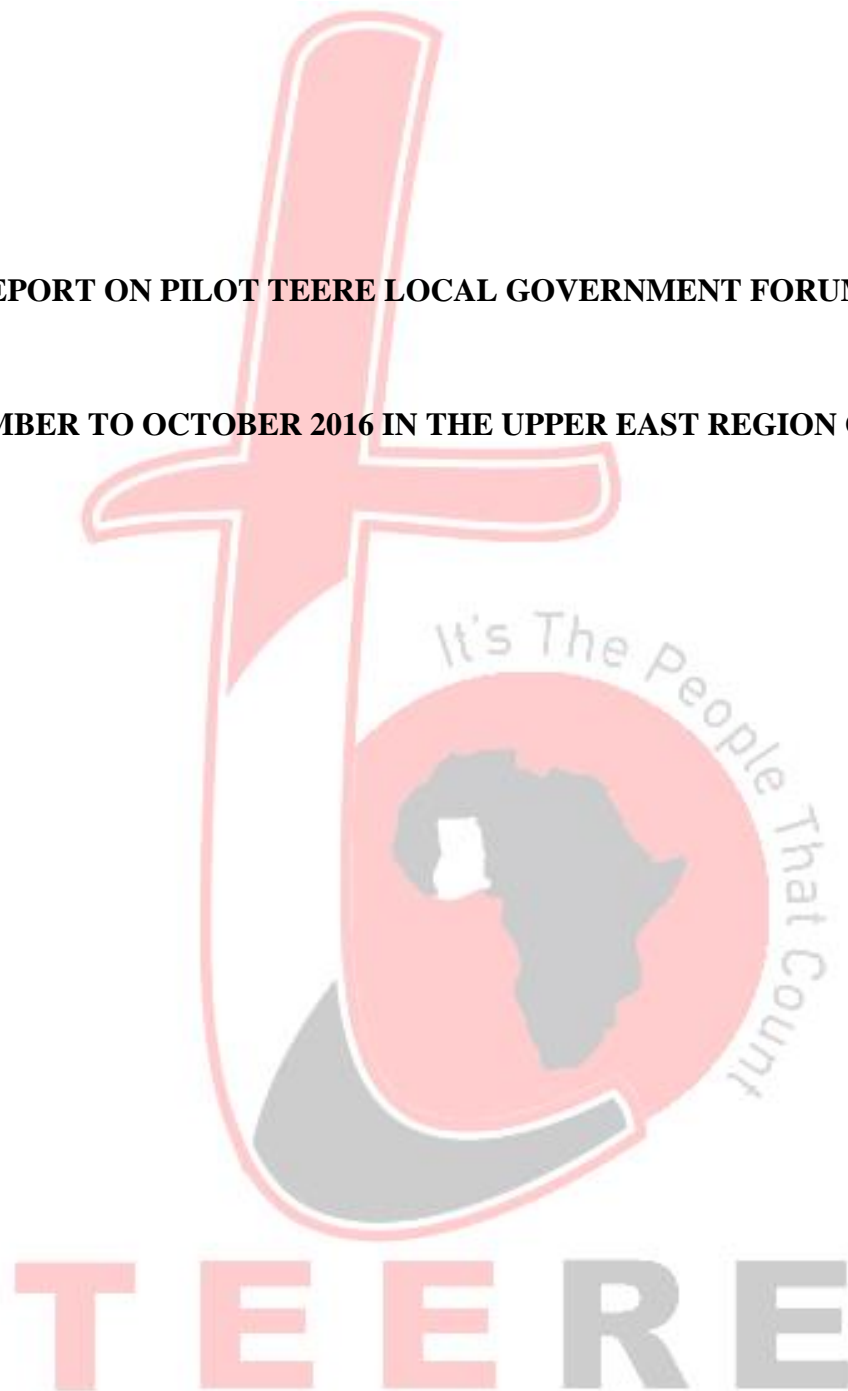 EPORT ON PILOT TEERE LOCAL GOVERNMENT FORUM
MBER TO OCTOBER 2016 IN THE UPPER EAST REGION
It's The People That Count
TEERE